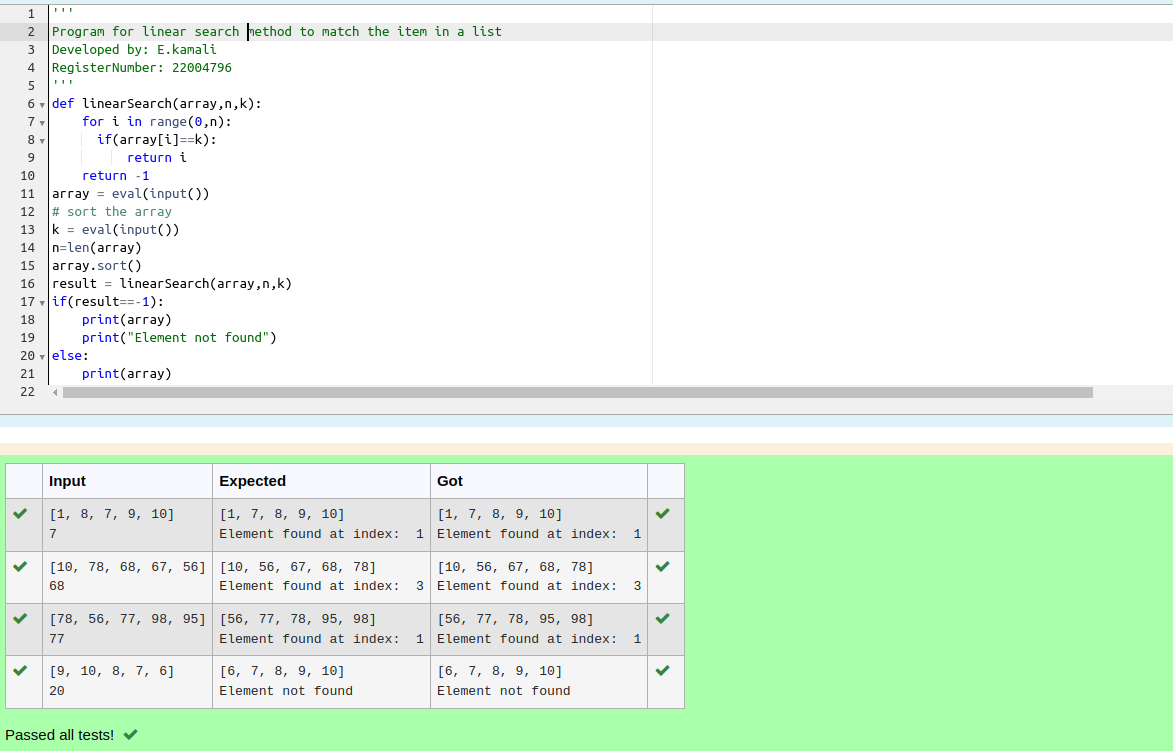 1 '''
2 Program for linear search method to match the item in a list
3 Developed by: E.kamali
4 RegisterNumber: 22004796
5 '''
6 def linearSearch(array,n,k):
7     for i in range(0,n):
8       if(array[i]==k):
9           return i
10     return -1
11 array = eval(input())
12 # sort the array
13 k = eval(input())
14 n=len(array)
15 array.sort()
16 result = linearSearch(array,n,k)
17 if(result==-1):
18     print(array)
19     print("Element not found")
20 else:
21     print(array)
22
Input Expected Got
[1, 8, 7, 9, 10] [1, 7, 8, 9, 10] [1, 7, 8, 9, 10]
7 Element found at index:  1 Element found at index:  1
[10, 78, 68, 67, 56] [10, 56, 67, 68, 78] [10, 56, 67, 68, 78]
68 Element found at index:  3 Element found at index:  3
[78, 56, 77, 98, 95] [56, 77, 78, 95, 98] [56, 77, 78, 95, 98]
77 Element found at index:  1 Element found at index:  1
[9, 10, 8, 7, 6] [6, 7, 8, 9, 10] [6, 7, 8, 9, 10]
20 Element not found Element not found
Passed all tests!